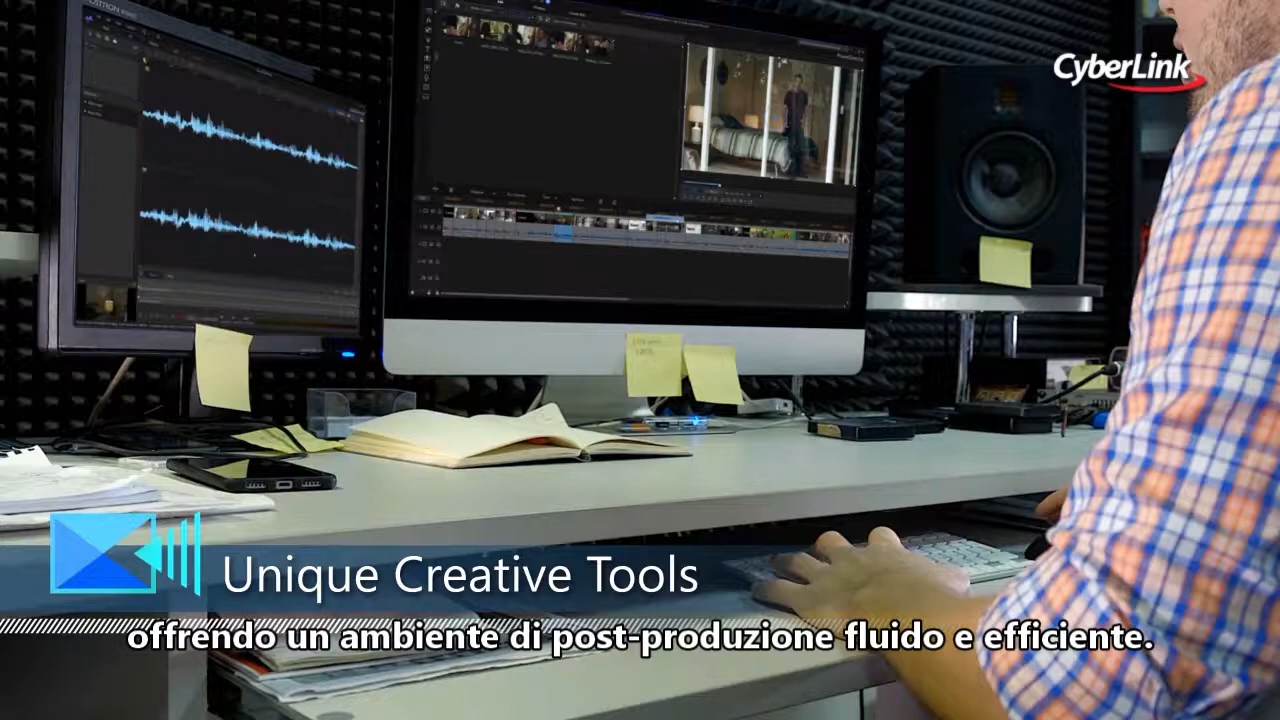 CyberLink
Unique Creative Tools
offrendo un ambiente di post-produzione fluido e efficiente.